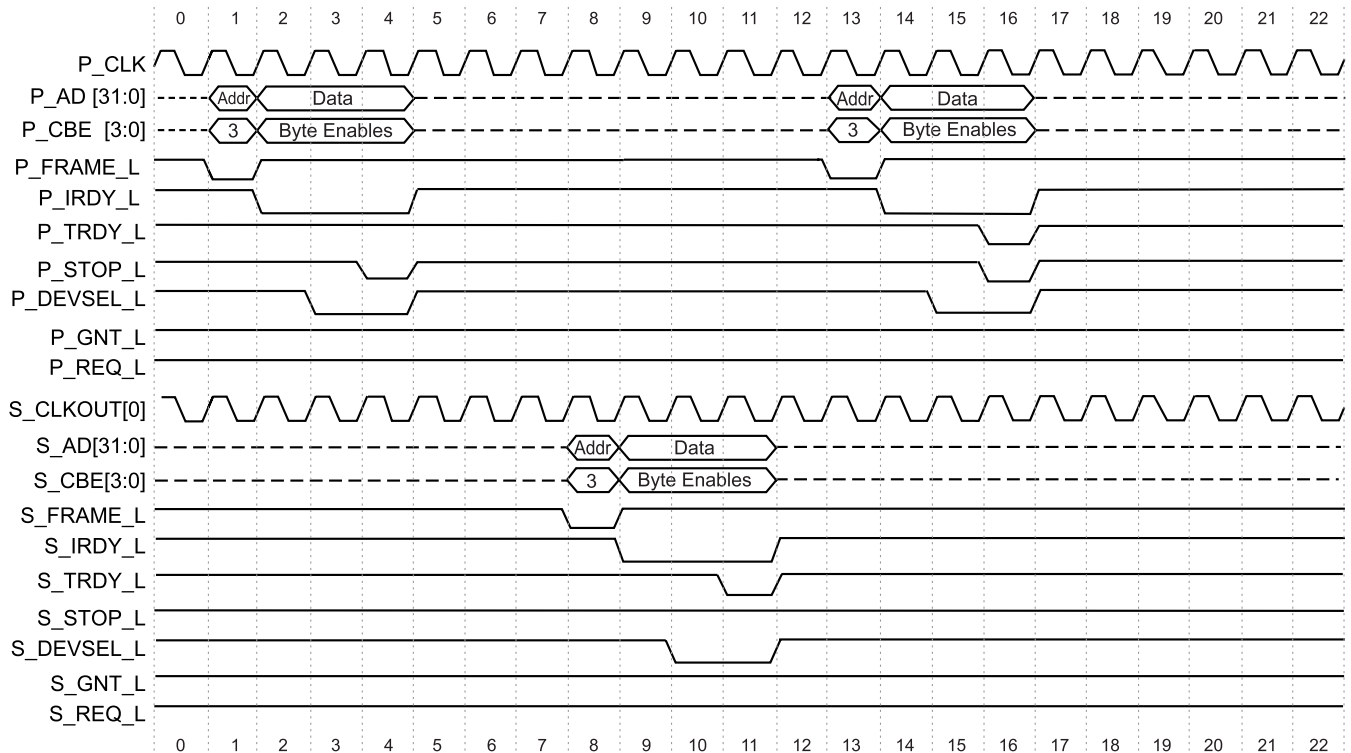 0 1 2 3 4 5 6 7 8 9 10 11 12 13 14 15 16 17 18 19 20 21 22
P_CLK
P_AD [31:0] Addr Data Addr Data
P_CBE [3:0] 3 Byte Enables 3 Byte Enables
P_FRAME_L
P_IRDY_L
P_TRDY_L
P_STOP_L
P_DEVSEL_L
P_GNT_L
P_REQ_L
S_CLKOUT[0]
S_AD[31:0] Addr Data
S_CBE[3:0] 3 Byte Enables
S_FRAME_L
S_IRDY_L
S_TRDY_L
S_STOP_L
S_DEVSEL_L
S_GNT_L
S_REQ_L
0 1 2 3 4 5 6 7 8 9 10 11 12 13 14 15 16 17 18 19 20 21 22